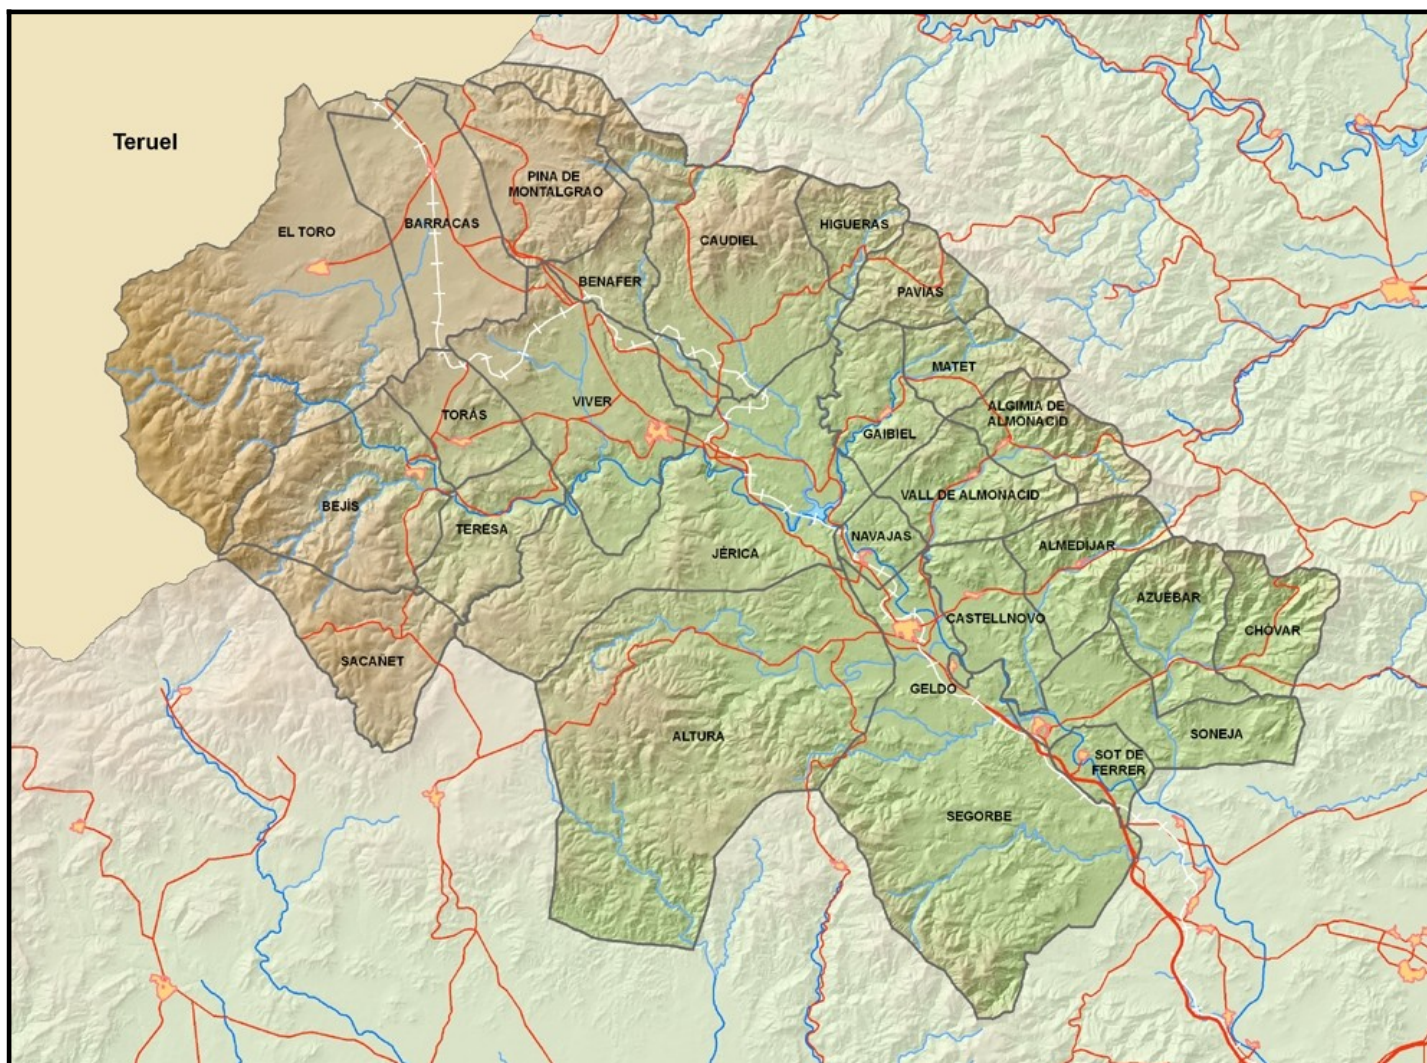 Teruel
PINA DE
MONTALGRAO
EL TORO
BARRACAS
HIGUERAS
CAUDIEL
BENAFER
PAVÍAS
MATET
TORÁS
VIVER
ALGIMIA DE
ALMONACID
GAIBIEL
VALL DE ALMONACID
BEJÍS
TERESA
NAVAJAS
JÉRICA
ALMEDÍJAR
AZUEBAR
CASTELLNOVO
CHÓVAR
SACAÑET
GELDO
ALTURA
SONEJA
SOT DE
FERRER
SEGORBE